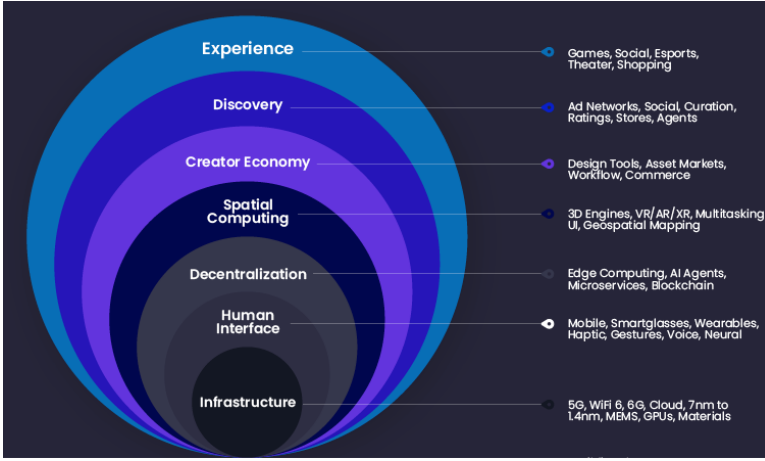 Experience
Games, Social, Esports,
Theater, Shopping
Discovery
Ad Networks, Social, Curation,
Ratings, Stores, Agents
Creator Economy
Design Tools, Asset Markets,
Workflow, Commerce
Spatial
Computing
3D Engines, VR/AR/XR, Multitasking
UI, Geospatial Mapping
Decentralization
Edge Computing, AI Agents,
Microservices, Blockchain
Human
Interface
Mobile, Smartglasses, Wearables,
Haptic, Gestures, Voice, Neural
Infrastructure
5G, WiFi 6, 6G, Cloud, 7nm to
1.4nm, MEMS, GPUs, Materials